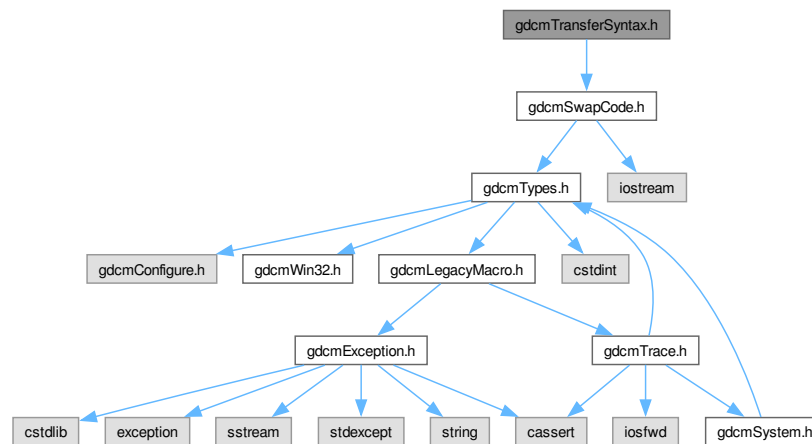 gdcmTransferSyntax.h
gdcmSwapCode.h
gdcmTypes.h
iostream
gdcmConfigure.h
gdcmWin32.h
gdcmLegacyMacro.h
cstdint
gdcmException.h
gdcmTrace.h
cstdlib
exception
sstream
stdexcept
string
cassert
iosfwd
gdcmSystem.h